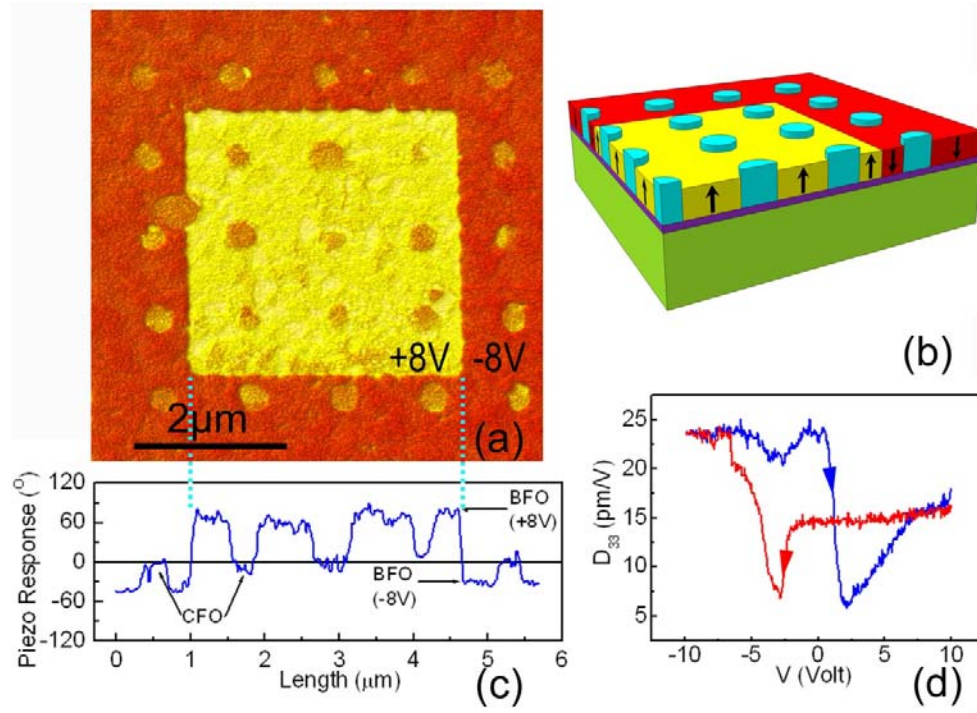 +8V -8V
2μm
(a)
(b)
120
60
0
-60
-120
Piezo Response (°)
BFO
(+8V)
BFO
(-8V)
CFO
0 1 2 3 4 5 6
Length (μm)
(c)
25
20
15
10
5
D33 (pm/V)
-10 -5 0 5 10
V (Volt)
(d)